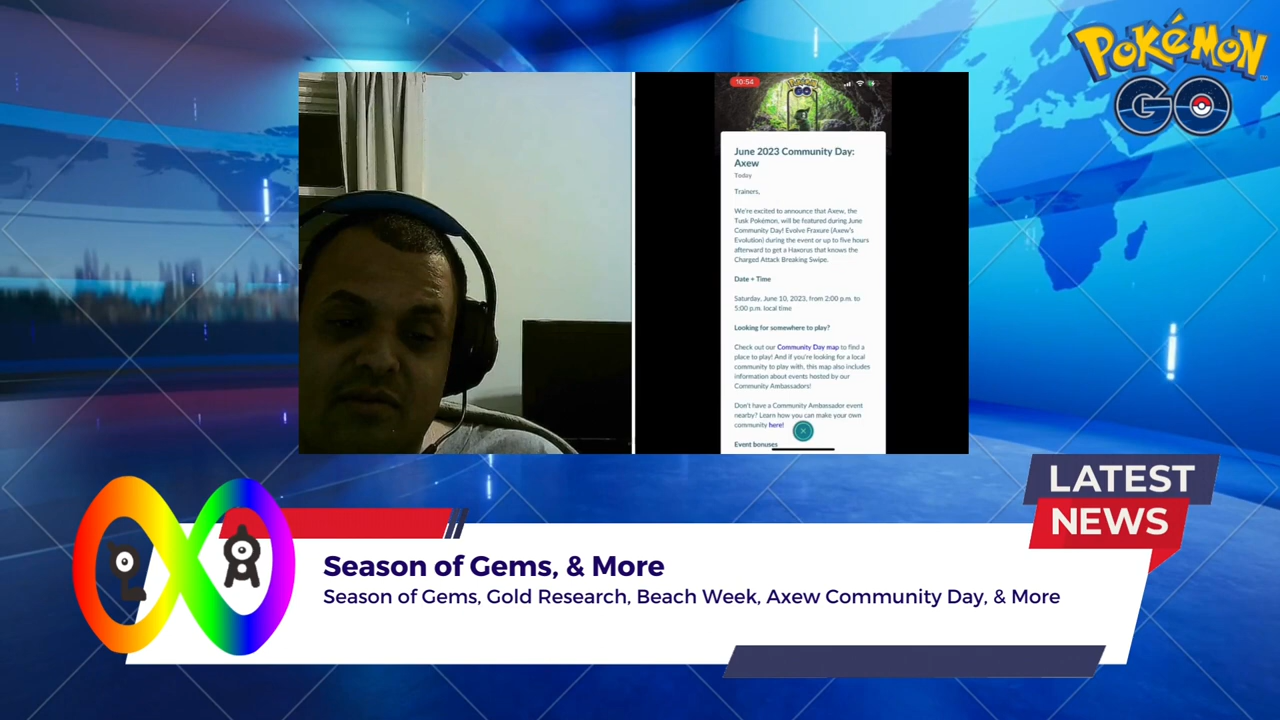 POKÉMON
GO
10:54
June 2023 Community Day:
Axew
Today
Trainers,
We're excited to announce that Axew, the
Tusk Pokémon, will be featured during June
Community Day! Evolve Fraxure (Axew's
Evolution) during the event or up to five hours
afterward to get a Haxorus that knows the
Charged Attack Breaking Swipe.
Date + Time
Saturday, June 10, 2023, from 2:00 p.m. to
5:00 p.m. local time
Looking for somewhere to play?
Check out our Community Day map to find a
place to play! And if you're looking for a local
community to play with, this map also includes
information about events hosted by our
Community Ambassadors!
Don't have a Community Ambassador event
nearby? Learn how you can make your own
community here!
Event bonuses
LATEST
NEWS
Season of Gems, & More
Season of Gems, Gold Research, Beach Week, Axew Community Day, & More